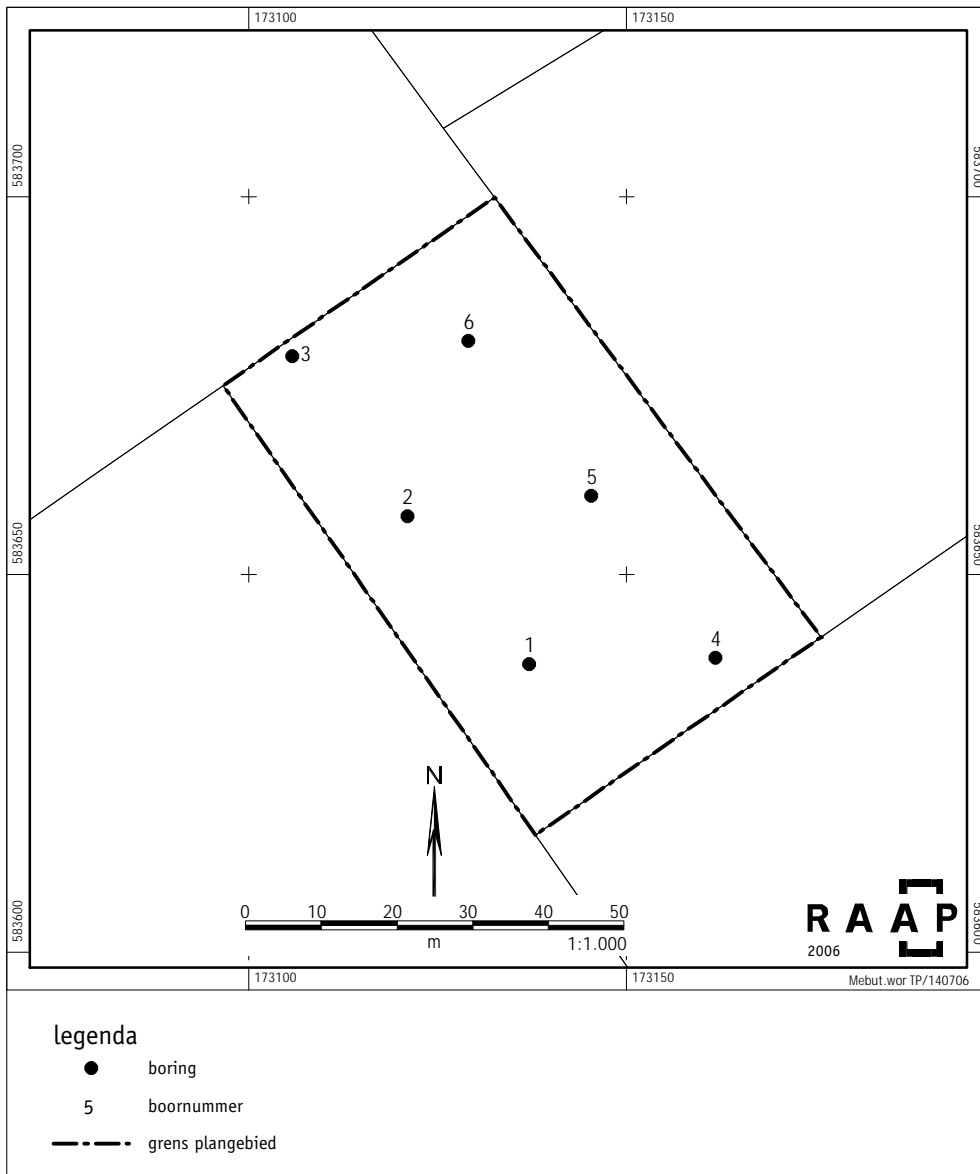 173100 173150
583700 583700
6
3
5
2
583650 583650
1
4
N
0 10 20 30 40 50
m 1:1.000
RAAP
2006
583600 583600
173100 173150
Mebut.wor TP/140706
legenda
boring
5 boornummer
grens plangebied